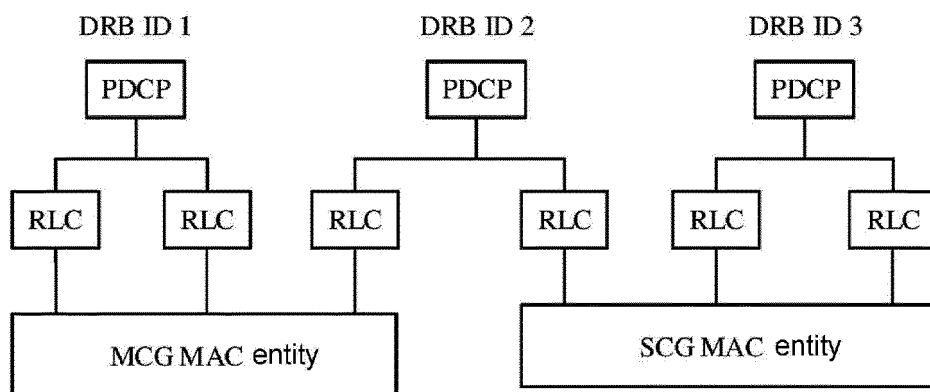 DRB ID 1
DRB ID 2
DRB ID 3
PDCP
PDCP
PDCP
RLC
RLC
RLC
RLC
RLC
RLC
MCG MAC entity
SCG MAC entity